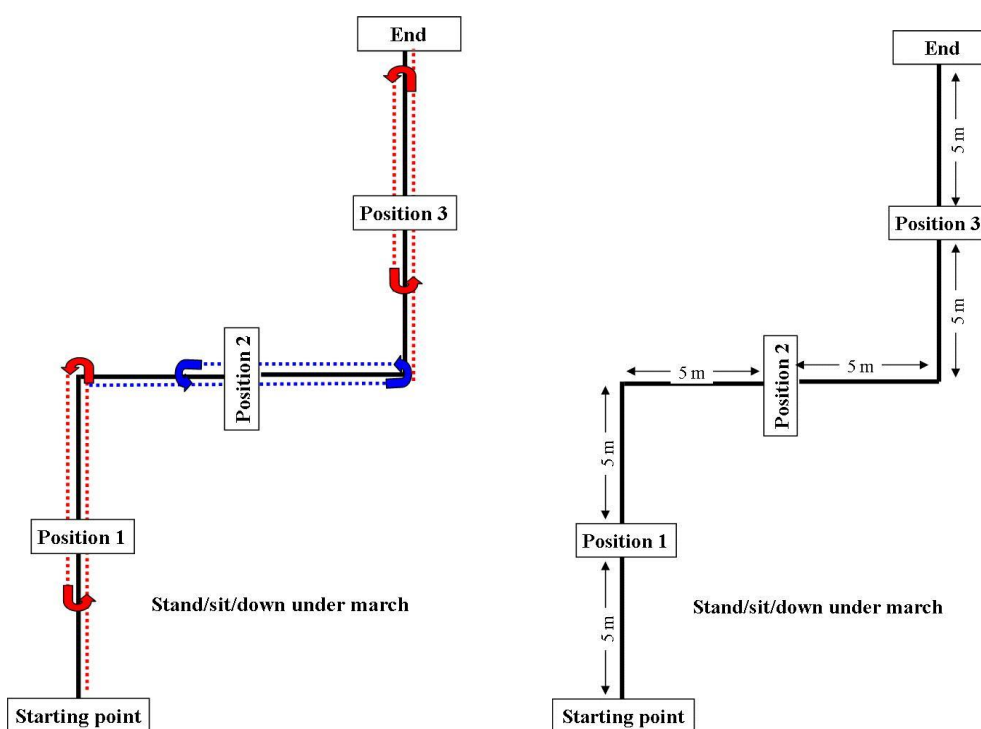 End
Position 3
Position 2
Position 1
Stand/sit/down under march
Starting point
End
5 m
Position 3
5 m
5 m
Position 2
5 m
5 m
Position 1
5 m
Stand/sit/down under march
Starting point